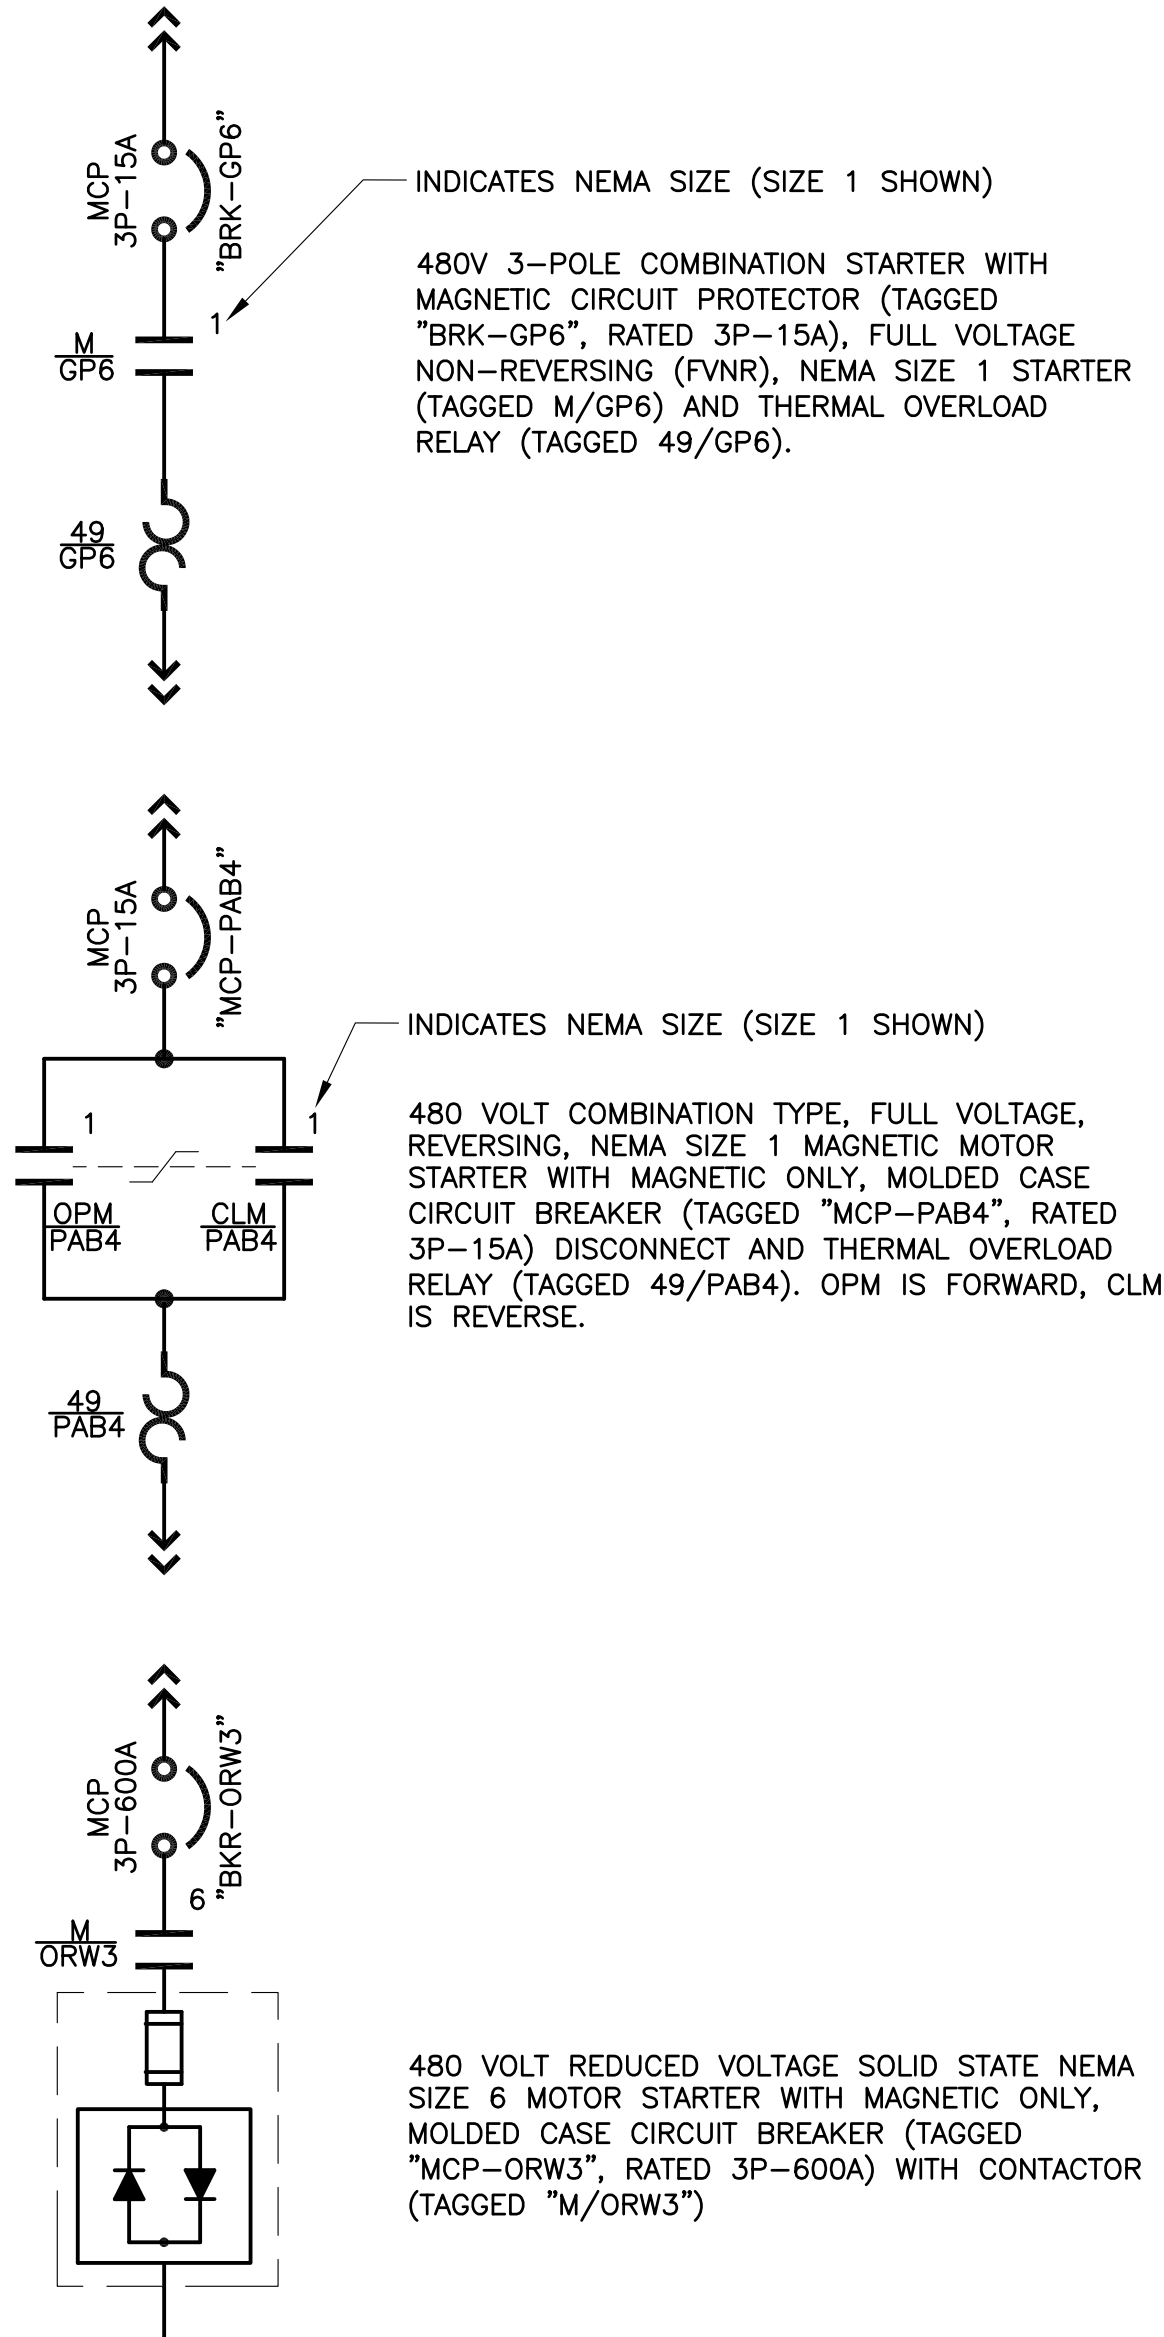 MCP
3P-15A
"BRK-GP6"
INDICATES NEMA SIZE (SIZE 1 SHOWN)
480V 3-POLE COMBINATION STARTER WITH
MAGNETIC CIRCUIT PROTECTOR (TAGGED
"BRK-GP6", RATED 3P-15A), FULL VOLTAGE
NON-REVERSING (FVNR), NEMA SIZE 1 STARTER
(TAGGED M/GP6) AND THERMAL OVERLOAD
RELAY (TAGGED 49/GP6).
1
M
GP6
49
GP6
MCP
3P-15A
"MCP-PAB4"
INDICATES NEMA SIZE (SIZE 1 SHOWN)
1
1
480 VOLT COMBINATION TYPE, FULL VOLTAGE,
REVERSING, NEMA SIZE 1 MAGNETIC MOTOR
STARTER WITH MAGNETIC ONLY, MOLDED CASE
CIRCUIT BREAKER (TAGGED "MCP-PAB4", RATED
3P-15A) DISCONNECT AND THERMAL OVERLOAD
RELAY (TAGGED 49/PAB4). OPM IS FORWARD, CLM
IS REVERSE.
OPM
PAB4
CLM
PAB4
49
PAB4
MCP
3P-600A
"BKR-ORW3"
6
M
ORW3
480 VOLT REDUCED VOLTAGE SOLID STATE NEMA
SIZE 6 MOTOR STARTER WITH MAGNETIC ONLY,
MOLDED CASE CIRCUIT BREAKER (TAGGED
"MCP-ORW3", RATED 3P-600A) WITH CONTACTOR
(TAGGED "M/ORW3")